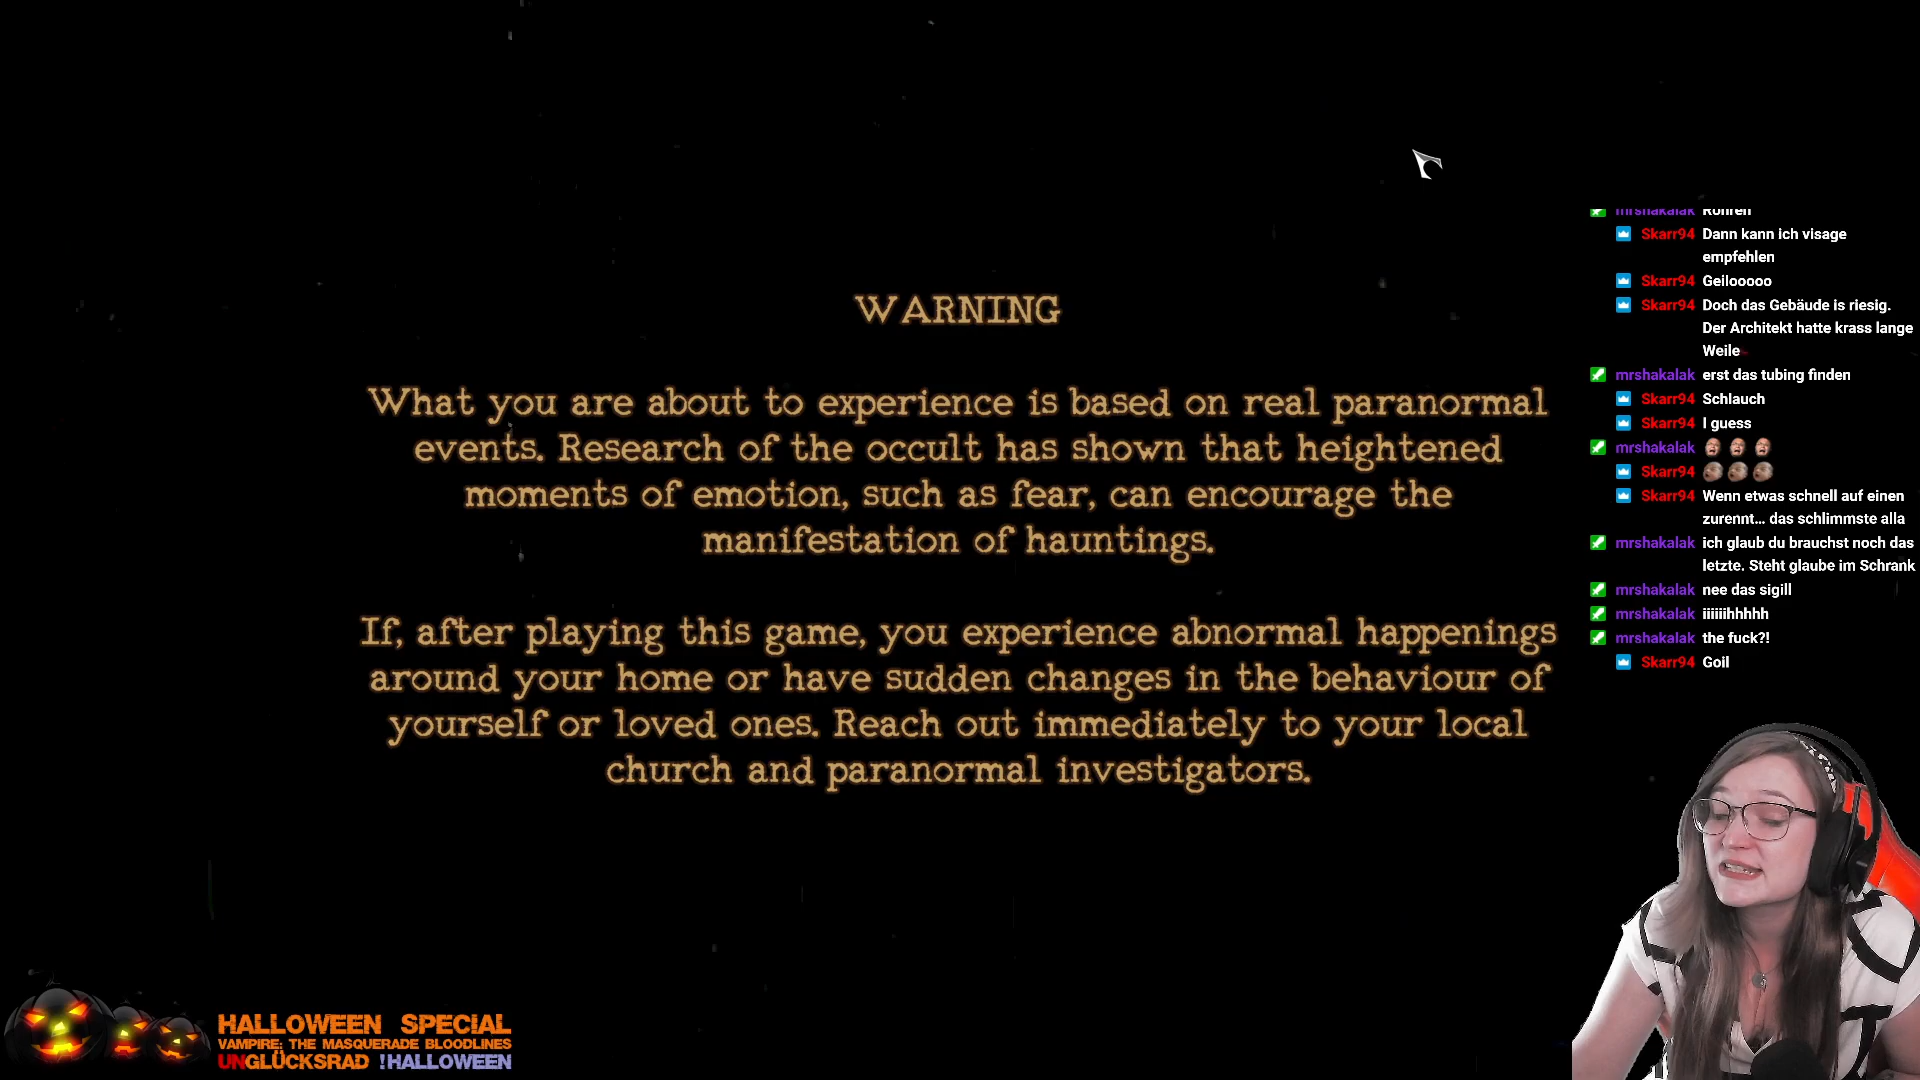 WARNING
What you are about to experience is based on real paranormal
events. Research of the occult has shown that heightened
moments of emotion, such as fear, can encourage the
manifestation of hauntings.
If, after playing this game, you experience abnormal happenings
around your home or have sudden changes in the behaviour of
yourself or loved ones. Reach out immediately to your local
church and paranormal investigators.
mrshakalak Rohren
Skarr94 Dann kann ich visage
empfehlen
Skarr94 Geilooooo
Skarr94 Doch das Gebäude is riesig.
Der Architekt hatte krass lange
Weile
mrshakalak erst das tubing finden
Skarr94 Schlauch
Skarr94 I guess
mrshakalak
Skarr94
Skarr94 Wenn etwas schnell auf einen
zurennt... das schlimmste alla
mrshakalak ich glaub du brauchst noch das
letzte. Steht glaube im Schrank
mrshakalak nee das sigill
mrshakalak iiiiiihhhhh
mrshakalak the fuck?!
Skarr94 Goil
HALLOWEEN SPECIAL
VAMPIRE: THE MASQUERADE BLOODLINES
UNGLÜCKSRAD !HALLOWEEN